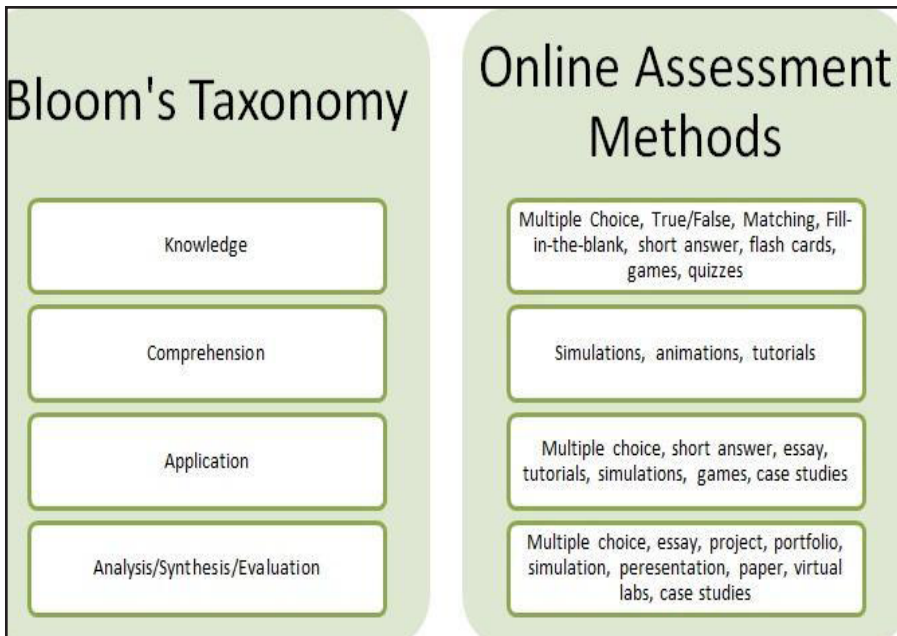 Bloom's Taxonomy
Knowledge
Comprehension
Application
Analysis/Synthesis/Evaluation
Online Assessment
Methods
Multiple Choice, True/False, Matching, Fill-
in-the-blank, short answer, flash cards,
games, quizzes
Simulations, animations, tutorials
Multiple choice, short answer, essay,
tutorials, simulations, games, case studies
Multiple choice, essay, project, portfolio,
simulation, peresentation, paper, virtual
labs, case studies